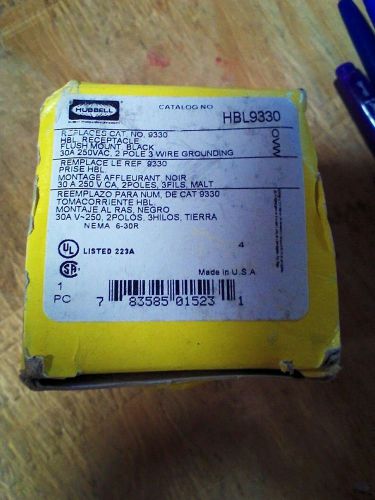 HUBBELL
CATALOG NO
HBL9330
REPLACES CAT. NO. 9330
HBL RECEPTACLE
FLUSH MOUNT, BLACK
30A 250VAC, 2 POLE 3 WIRE GROUNDING
REMPLACE LE REF. 9330
PRISE HBL.
MONTAGE AFFLEURANT, NOIR
30 A 250 V CA, 2POLES, 3FILS, MALT
REEMPLAZO PARA NUM, DE CAT 9330
TOMACORRIENTE HBL.
MONTAJE AL RAS, NEGRO
30A V~250, 2POLOS, 3HILOS, TIERRA
NEMA 6-30R
UL LISTED 223A
4
Made in U.S.A
1
PC
7 83585 01523 1